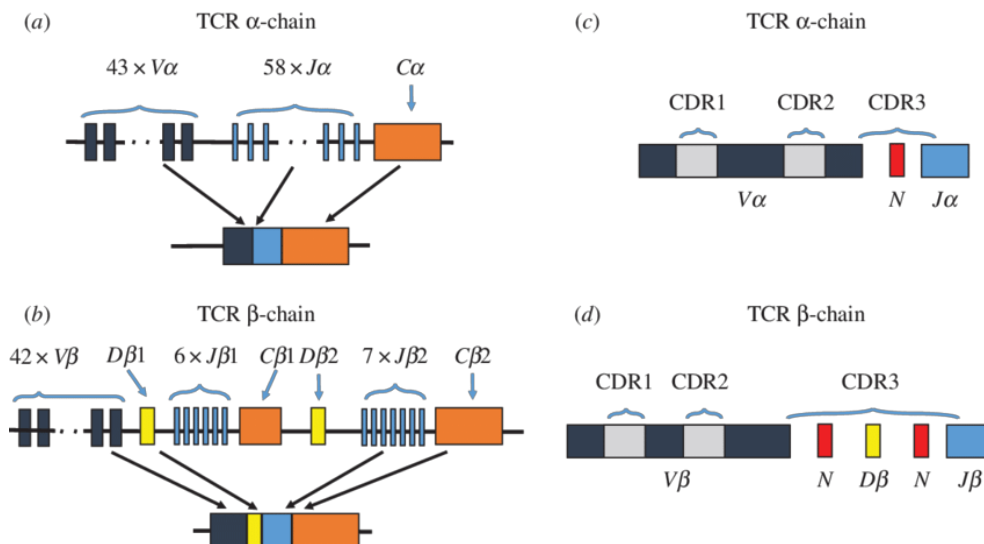 (a) TCR α-chain
43 × Vα 58 × Jα Cα
(b) TCR β-chain
42 × Vβ Dβ1 6 × Jβ1 Cβ1 Dβ2 7 × Jβ2 Cβ2
(c) TCR α-chain
CDR1 CDR2 CDR3
Vα N Jα
(d) TCR β-chain
CDR1 CDR2 CDR3
Vβ N Dβ N Jβ